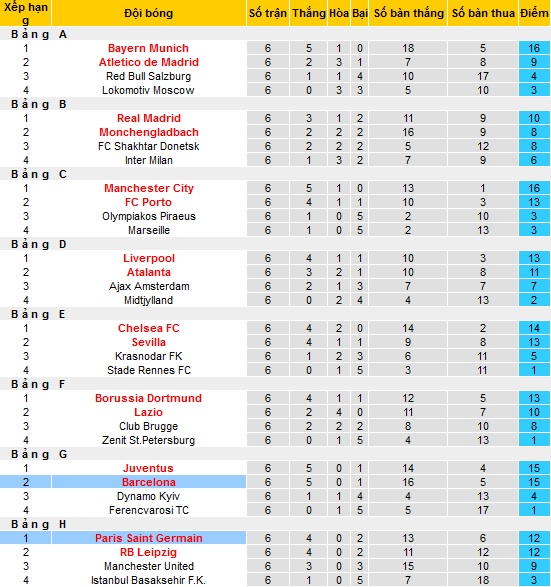 Xếp hạn Đội bóng Số trận Thắng Hòa Bại Số bàn thắng Số bàn thua Điểm
g
Bảng A
1 Bayern Munich 6 5 1 0 18 5 16
2 Atletico de Madrid 6 2 3 1 7 8 9
3 Red Bull Salzburg 6 1 1 4 10 17 4
4 Lokomotiv Moscow 6 0 3 3 5 10 3
Bảng B
1 Real Madrid 6 3 1 2 11 9 10
2 Monchengladbach 6 2 2 2 16 9 8
3 FC Shakhtar Donetsk 6 2 2 2 5 12 8
4 Inter Milan 6 1 3 2 7 9 6
Bảng C
1 Manchester City 6 5 1 0 13 1 16
2 FC Porto 6 4 1 1 10 3 13
3 Olympiakos Piraeus 6 1 0 5 2 10 3
4 Marseille 6 1 0 5 2 13 3
Bảng D
1 Liverpool 6 4 1 1 10 3 13
2 Atalanta 6 3 2 1 10 8 11
3 Ajax Amsterdam 6 2 1 3 7 7 7
4 Midtjylland 6 0 2 4 4 13 2
Bảng E
1 Chelsea FC 6 4 2 0 14 2 14
2 Sevilla 6 4 1 1 9 8 13
3 Krasnodar FK 6 1 2 3 6 11 5
4 Stade Rennes FC 6 0 1 5 3 11 1
Bảng F
1 Borussia Dortmund 6 4 1 1 12 5 13
2 Lazio 6 2 4 0 11 7 10
3 Club Brugge 6 2 2 2 8 10 8
4 Zenit St.Petersburg 6 0 1 5 4 13 1
Bảng G
1 Juventus 6 5 0 1 14 4 15
2 Barcelona 6 5 0 1 16 5 15
3 Dynamo Kyiv 6 1 1 4 4 13 4
4 Ferencvarosi TC 6 0 1 5 5 17 1
Bảng H
1 Paris Saint Germain 6 4 0 2 13 6 12
2 RB Leipzig 6 4 0 2 11 12 12
3 Manchester United 6 3 0 3 15 10 9
4 Istanbul Basaksehir F.K. 6 1 0 5 7 18 3